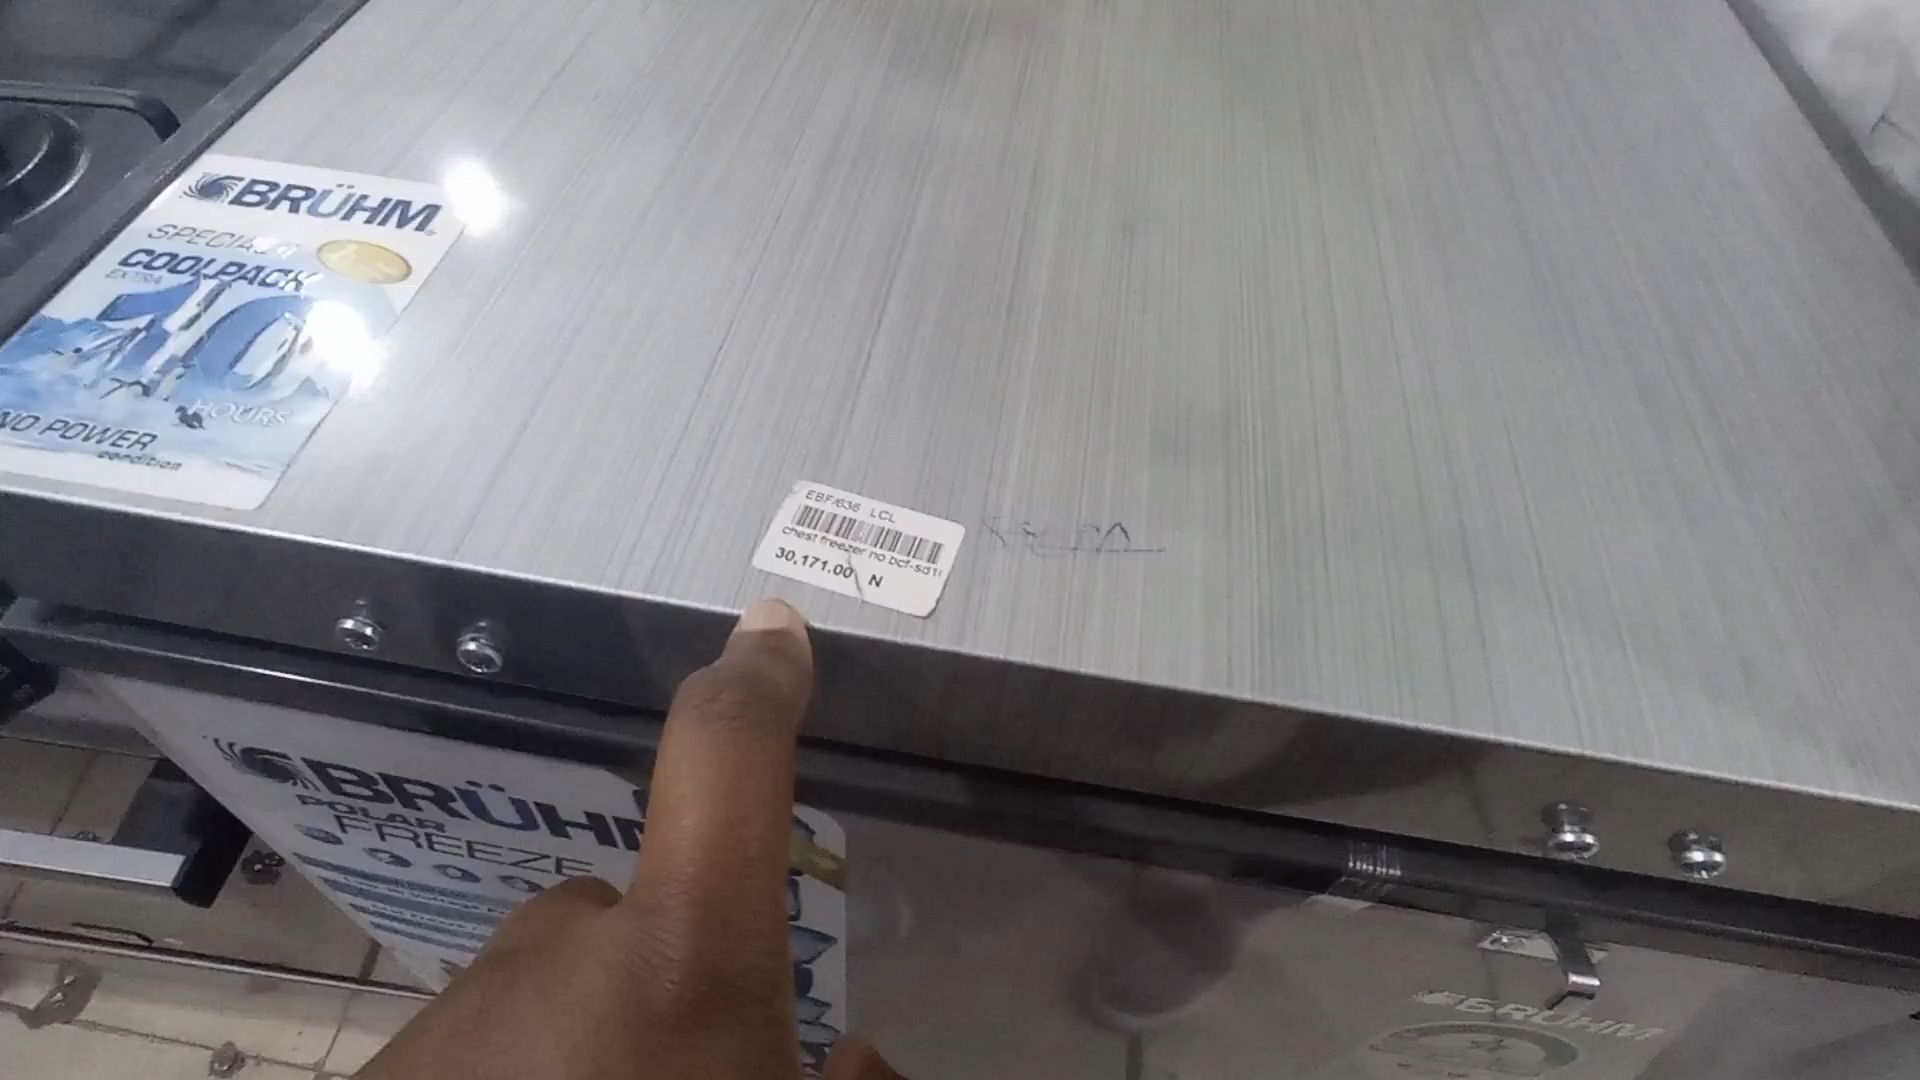 BRÜHM
SPECIAL
COOLPACK
EXTRA
10
HOURS
NO POWER
condition
EBF/636 LCL
chest freezer no bcf-sd1
30,171.00 N
BRÜHM
POLAR
FREEZE
BRÜHM